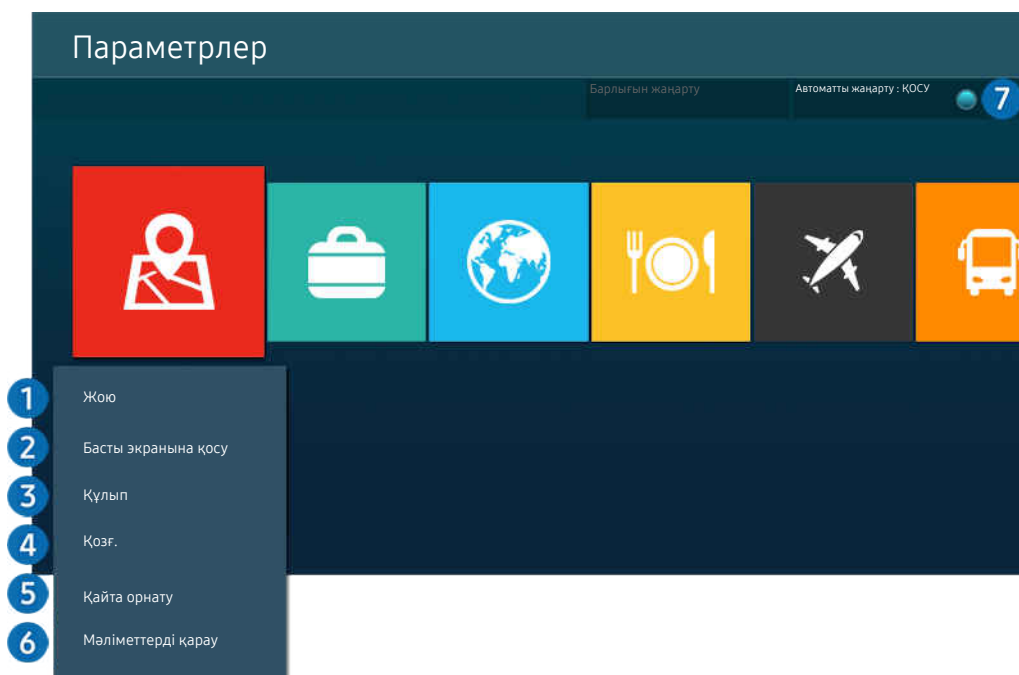 Параметрлер
Барлығын жаңарту
Автоматты жаңарту : ҚОСУ
7
1 Жою
2 Басты экранына қосу
3 Құлып
4 Қозғ.
5 Қайта орнату
6 Мәліметтерді қарау